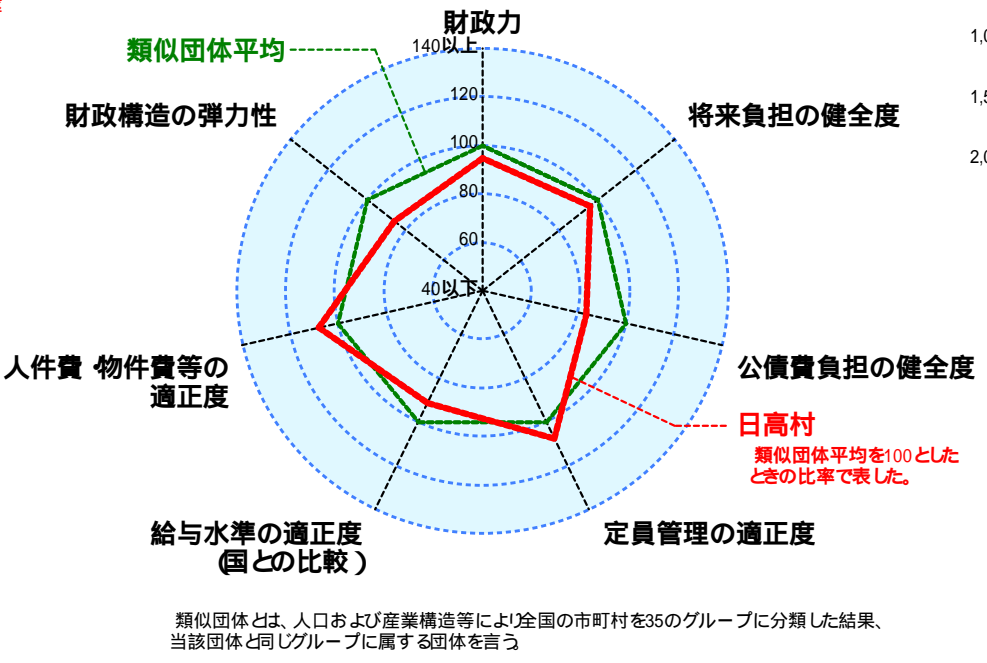 財政力
140以上
類似団体平均
120
財政構造の弾力性
将来負担の健全度
100
80
60
40以下
人件費・物件費等の
適正度
公債費負担の健全度
日高村
類似団体平均を100とした
ときの比率で表した。
給与水準の適正度
(国との比較)
定員管理の適正度
類似団体とは、人口および産業構造等により全国の市町村を35のグループに分類した結果、
当該団体と同じグループに属する団体を言う